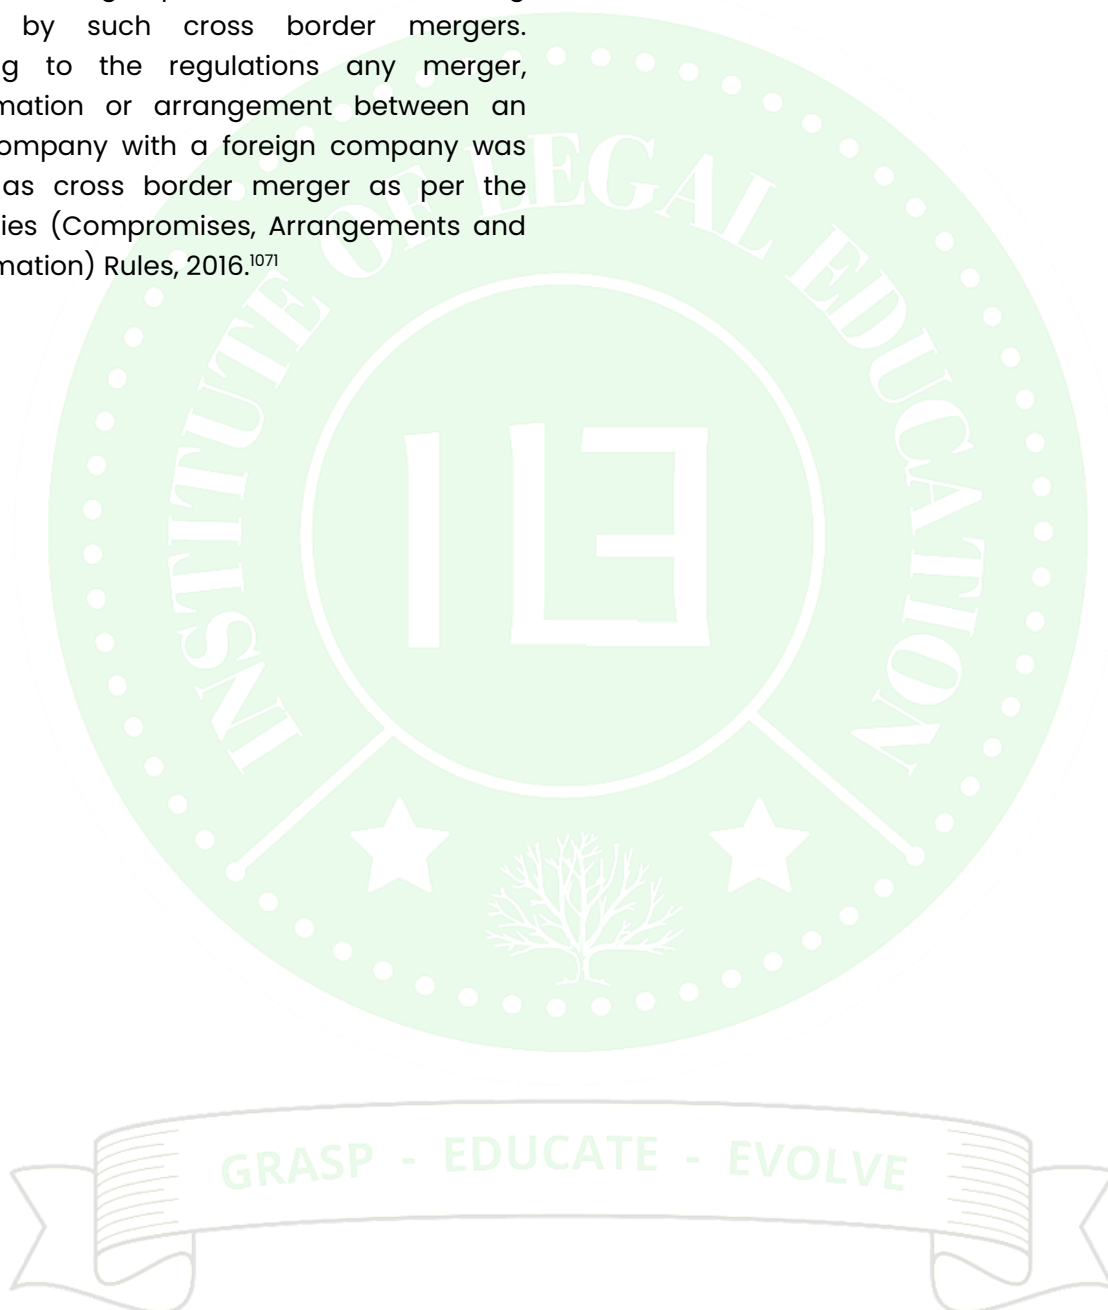 by such cross border mergers.
g to the regulations any merger,
mation or arrangement between an
ompany with a foreign company was
as cross border merger as per the
ies (Compromises, Arrangements and
mation) Rules, 2016.1071
INSTITUTE OF LEGAL EDUCATION
ILE
GRASP - EDUCATE - EVOLVE